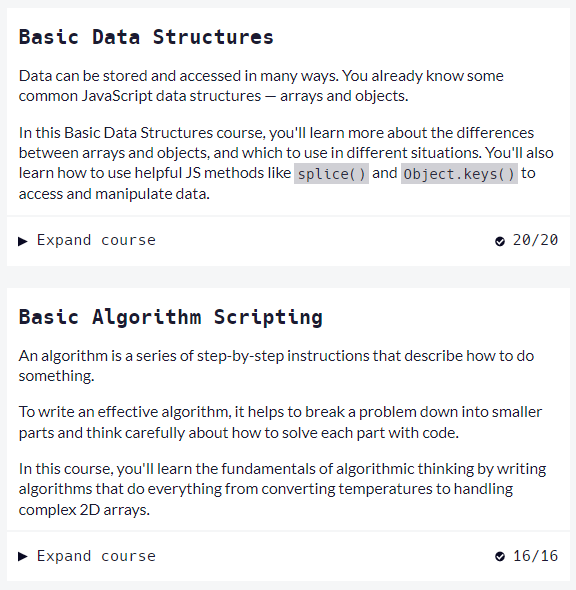 Basic Data Structures
Data can be stored and accessed in many ways. You already know some
common JavaScript data structures — arrays and objects.
In this Basic Data Structures course, you'll learn more about the differences
between arrays and objects, and which to use in different situations. You'll also
learn how to use helpful JS methods like splice() and Object.keys() to
access and manipulate data.
Expand course 20/20
Basic Algorithm Scripting
An algorithm is a series of step-by-step instructions that describe how to do
something.
To write an effective algorithm, it helps to break a problem down into smaller
parts and think carefully about how to solve each part with code.
In this course, you'll learn the fundamentals of algorithmic thinking by writing
algorithms that do everything from converting temperatures to handling
complex 2D arrays.
Expand course 16/16